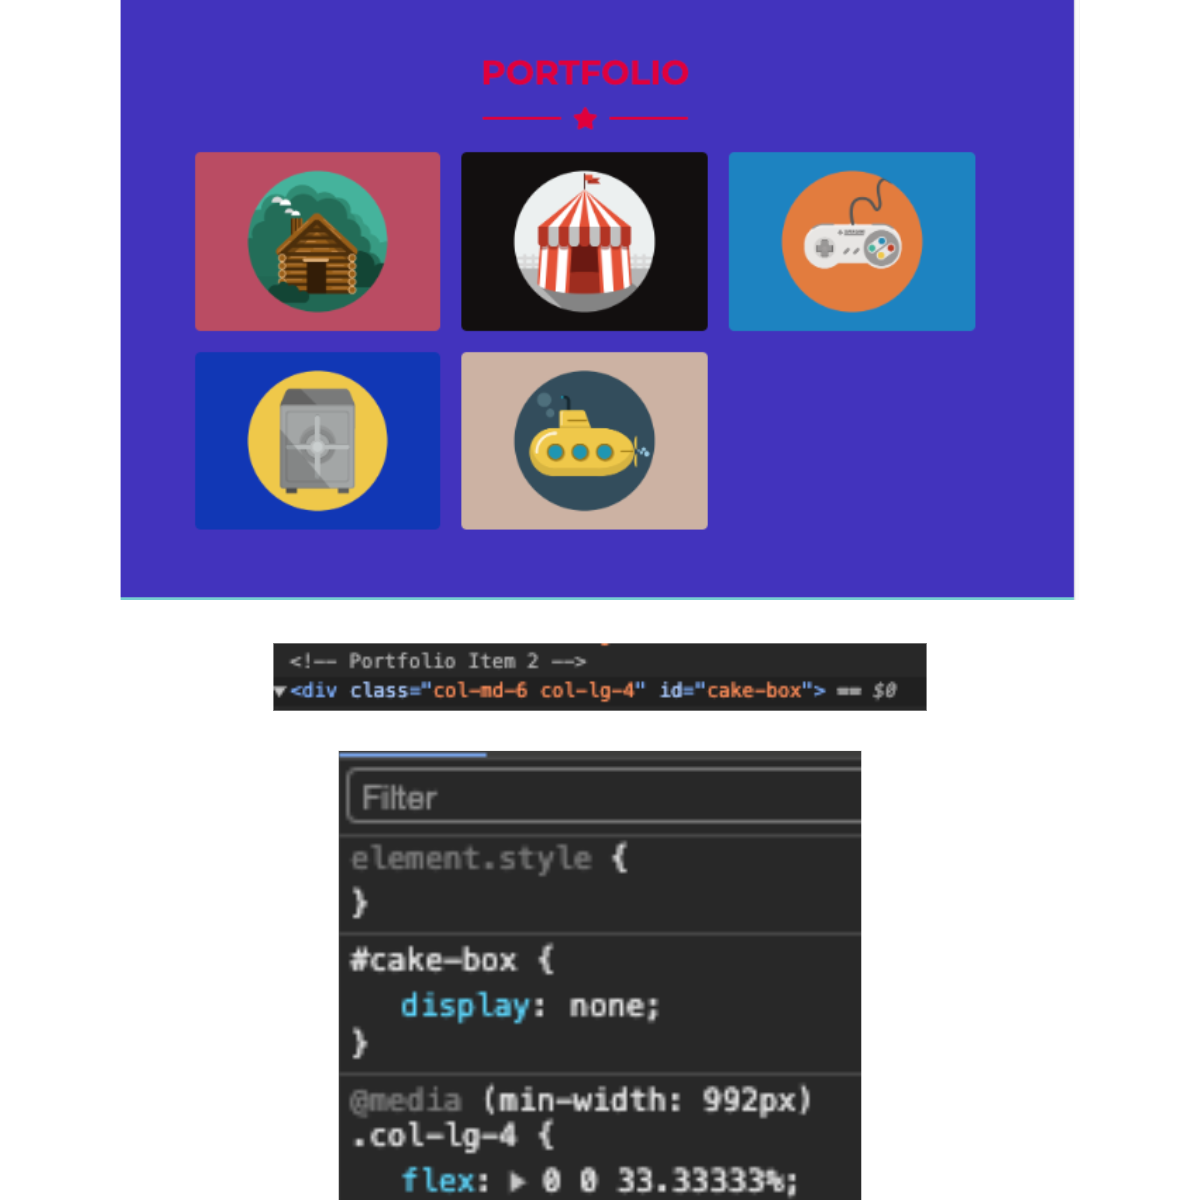 PORTFOLIO
<!-- Portfolio Item 2 -->
▼<div class="col-md-6 col-lg-4" id="cake-box"> == $0
Filter
element.style {
}
#cake-box {
display: none;
}
@media (min-width: 992px)
.col-lg-4 {
flex: ▶ 0 0 33.33333%;